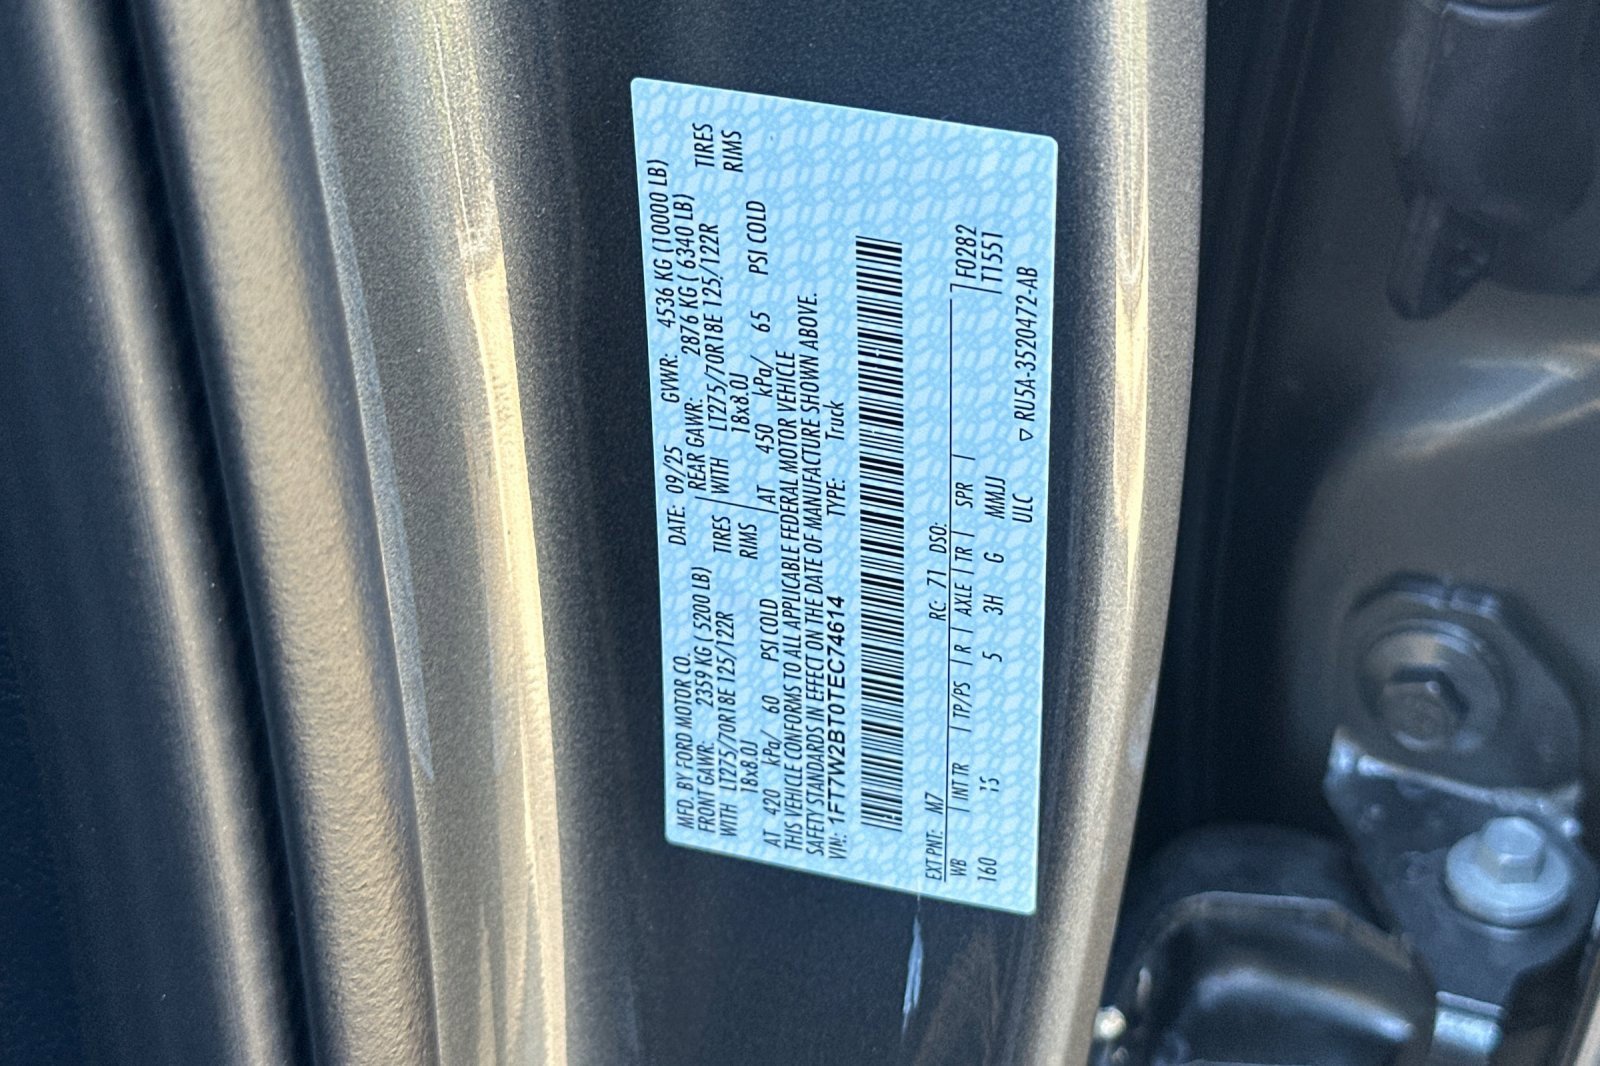 MFD. BY FORD MOTOR CO. DATE: 09/25 GVWR: 4536 KG (10000 LB)
FRONT GAWR: 2359 KG ( 5200 LB) REAR GAWR: 2876 KG ( 6340 LB)
WITH LT275/70R18E 125/122R TIRES WITH LT275/70R18E 125/122R TIRES
18x8.0J RIMS 18x8.0J RIMS
AT 420 kPa/ 60 PSI COLD AT 450 kPa/ 65 PSI COLD
THIS VEHICLE CONFORMS TO ALL APPLICABLE FEDERAL MOTOR VEHICLE
SAFETY STANDARDS IN EFFECT ON THE DATE OF MANUFACTURE SHOWN ABOVE.
VIN: 1FT7W2BT0TEC74614 TYPE: Truck
EXT PNT: M7 RC: 71 DSO: F0282
WB INT TR TP/PS R AXLE TR SPR T1551
160 5 3H G MMJJ
ULC RU5A-3520472-AB